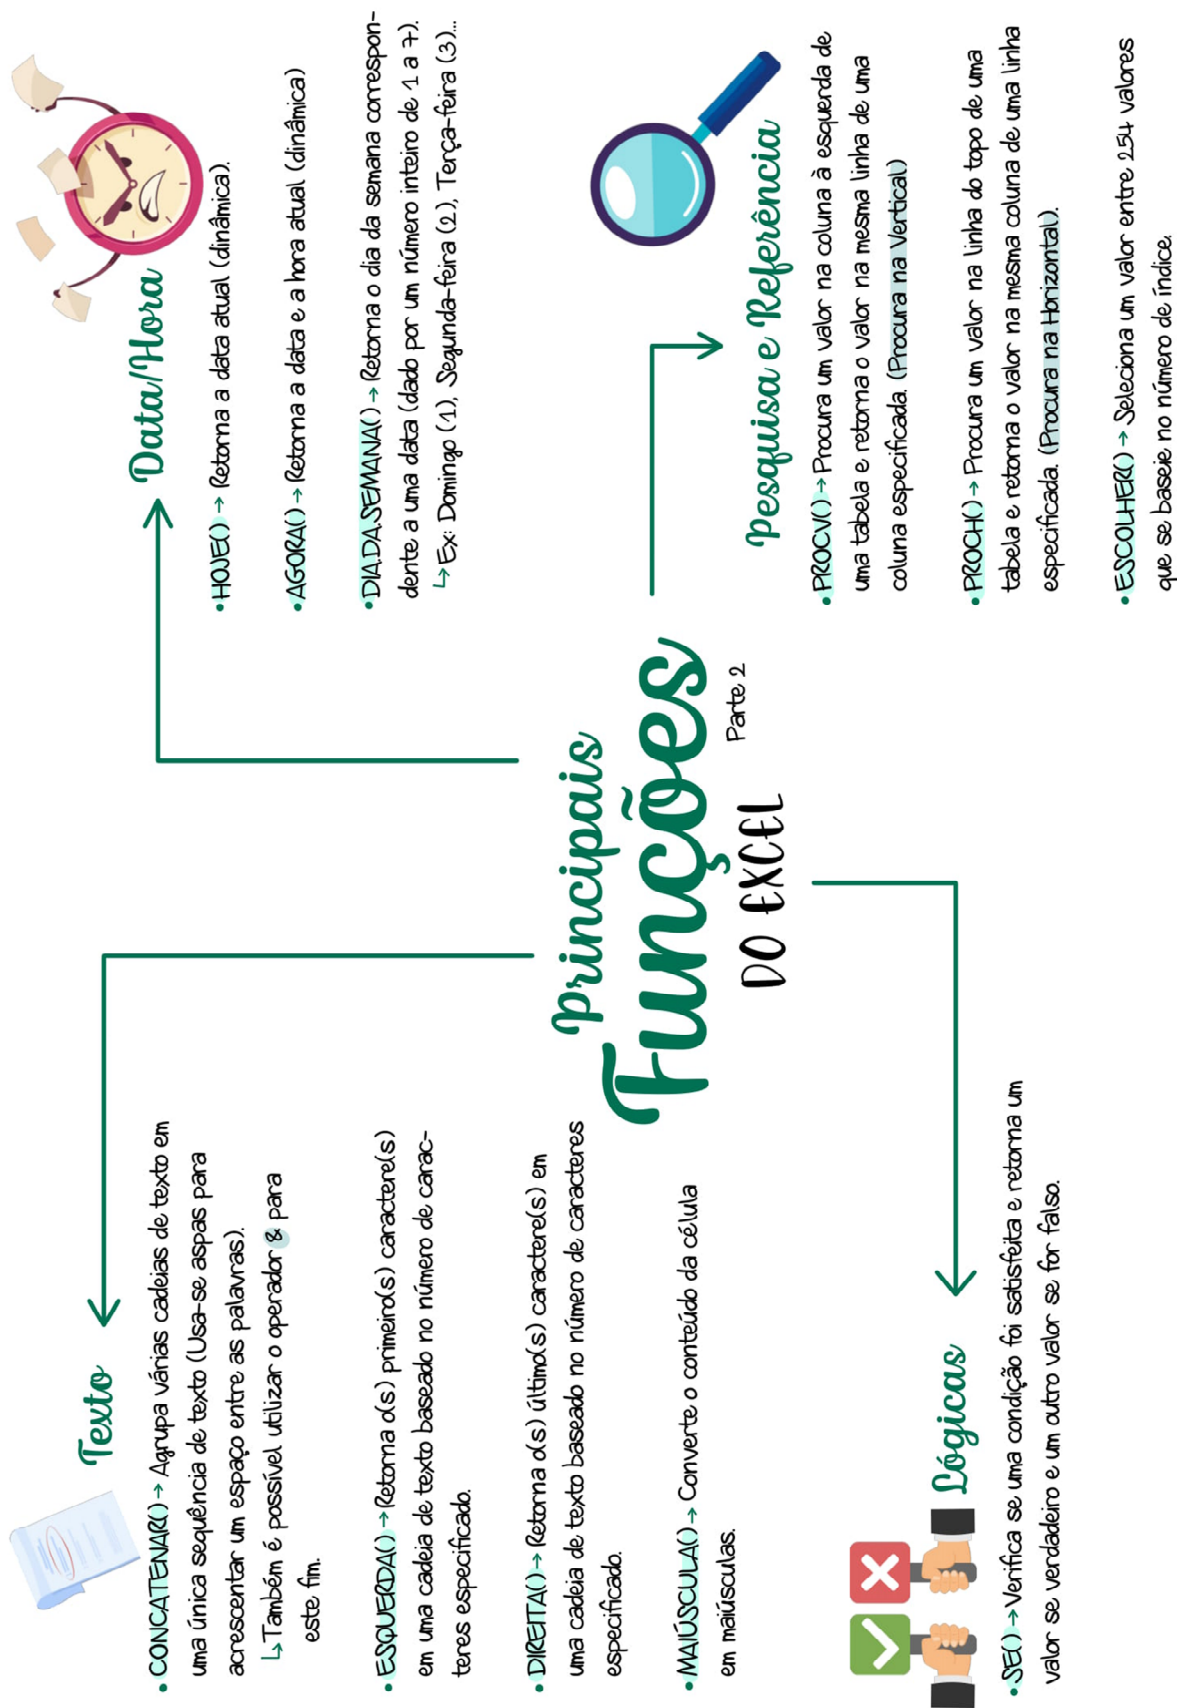 Principais
Funções
DO EXCEL
Parte 2
Texto
• CONCATENAR() → Agrupa várias cadeias de texto em
uma única sequência de texto (Usa-se aspas para
acrescentar um espaço entre as palavras).
↳ Também é possível utilizar o operador & para
este fim.
• ESQUERDA() → Retorna o(s) primeiro(s) caractere(s)
em uma cadeia de texto baseado no número de carac-
teres especificado.
• DIREITA() → Retorna o(s) último(s) caractere(s) em
uma cadeia de texto baseado no número de caracteres
especificado.
• MAIÚSCULA() → Converte o conteúdo da célula
em maiúsculas.
Data/Hora
• HOJE() → Retorna a data atual (dinâmica).
• AGORA() → Retorna a data e a hora atual (dinâmica)
• DIA.DA.SEMANA() → Retorna o dia da semana correspon-
dente a uma data (dado por um número inteiro de 1 a 7).
↳ Ex: Domingo (1), Segunda-feira (2), Terça-feira (3)...
Lógicas
• SE() → Verifica se uma condição foi satisfeita e retorna um
valor se verdadeiro e um outro valor se for falso.
Pesquisa e Referência
• PROCV() → Procura um valor na coluna à esquerda de
uma tabela e retorna o valor na mesma linha de uma
coluna especificada. (Procura na Vertical)
• PROCH() → Procura um valor na linha do topo de uma
tabela e retorna o valor na mesma coluna de uma linha
especificada. (Procura na Horizontal).
• ESCOLHER() → Seleciona um valor entre 254 valores
que se baseie no número de índice.